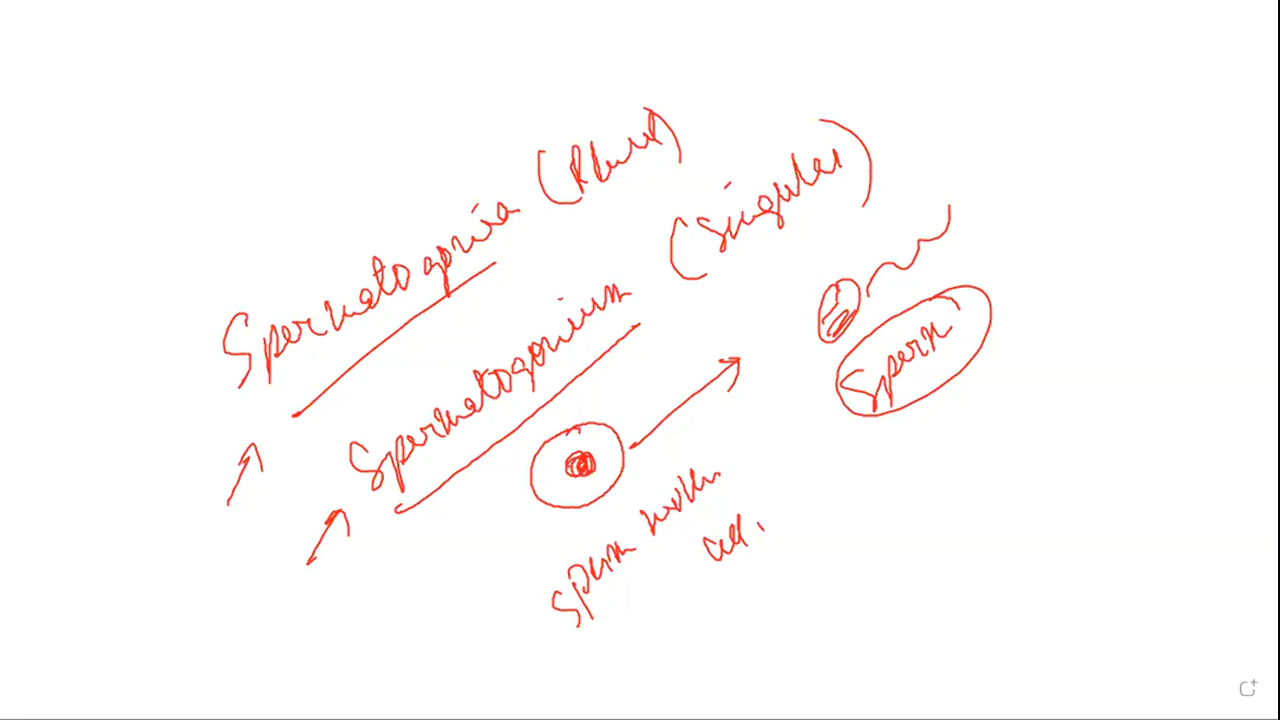 Spermatogonia (Plural)
Spermatogonium (Singular)
Sperm
Sperm mother
cell.